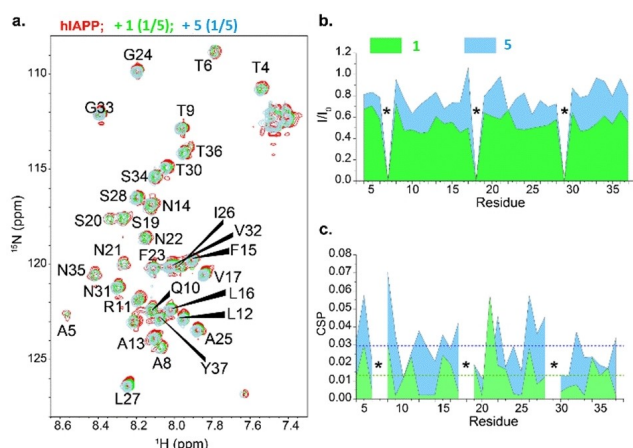 a. hIAPP; + 1 (1/5); + 5 (1/5)
G24
T6
T4
G33
T9
T36
T30
S34
S28
N14
I26
S20
S19
V32
N22
F15
N21
F23
N35
V17
N31
Q10
L16
R11
L12
A5
A13
A25
A8
Y37
L27
110
115
120
125
¹⁵N (ppm)
8.6 8.4 8.2 8.0 7.8 7.6 7.4
¹H (ppm)
b. 1 5
1.2
1.0
0.8
0.6
0.4
0.2
0.0
I/I₀
* * *
5 10 15 20 25 30 35
Residue
c.
0.08
0.07
0.06
0.05
0.04
0.03
0.02
0.01
0.00
CSP
* * *
5 10 15 20 25 30 35
Residue